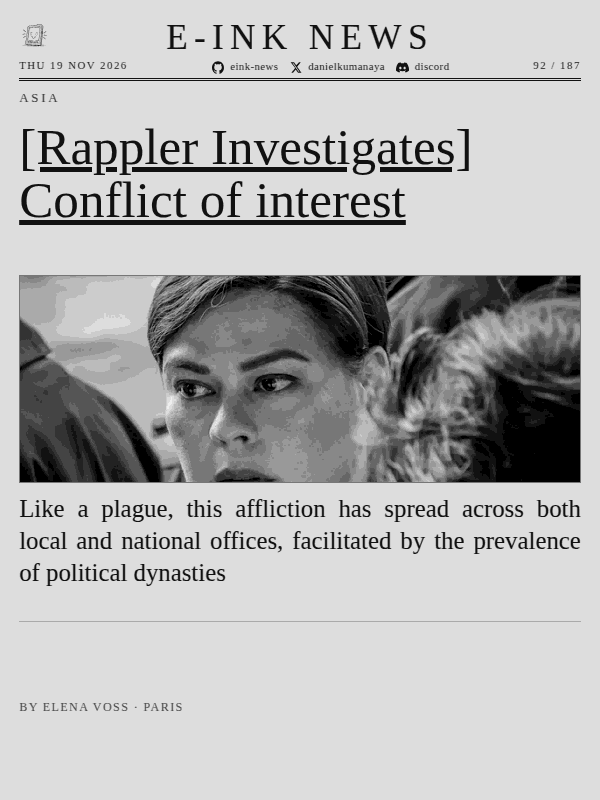 E-INK NEWS
THU 19 NOV 2026
eink-news danielkumanaya discord
92 / 187
ASIA
[Rappler Investigates]
Conflict of interest
Like a plague, this affliction has spread across both
local and national offices, facilitated by the prevalence
of political dynasties
BY ELENA VOSS · PARIS